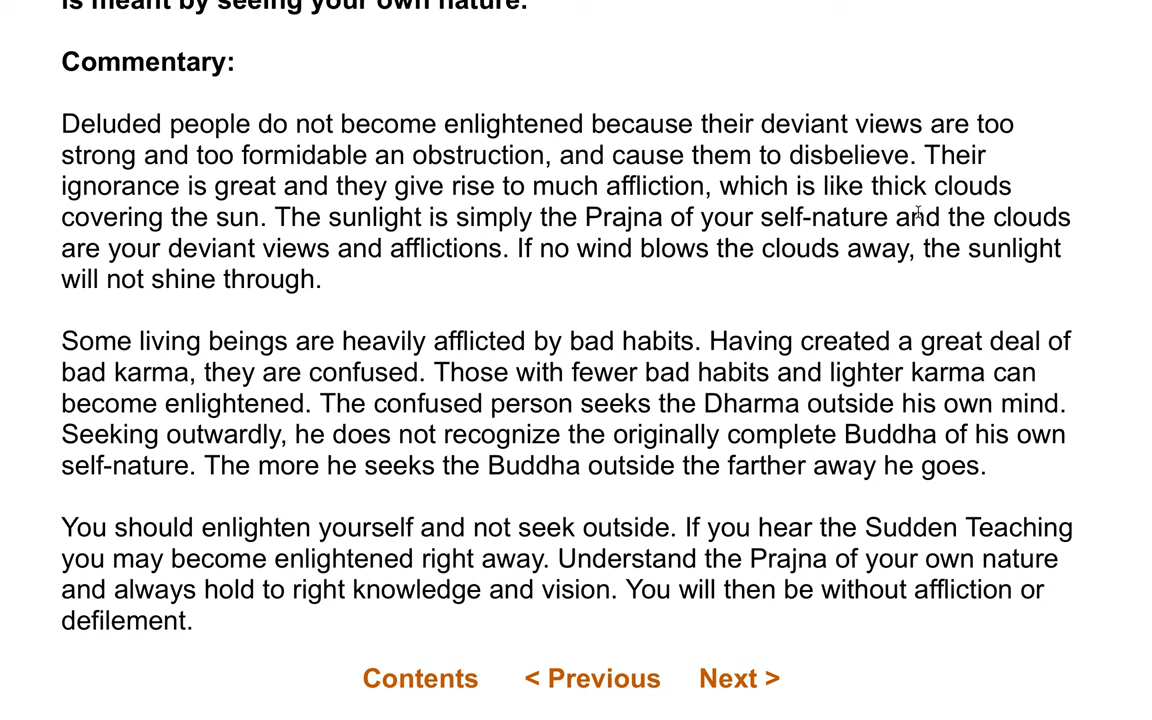 is meant by seeing your own nature.
Commentary:
Deluded people do not become enlightened because their deviant views are too
strong and too formidable an obstruction, and cause them to disbelieve. Their
ignorance is great and they give rise to much affliction, which is like thick clouds
covering the sun. The sunlight is simply the Prajna of your self-nature and the clouds
are your deviant views and afflictions. If no wind blows the clouds away, the sunlight
will not shine through.
Some living beings are heavily afflicted by bad habits. Having created a great deal of
bad karma, they are confused. Those with fewer bad habits and lighter karma can
become enlightened. The confused person seeks the Dharma outside his own mind.
Seeking outwardly, he does not recognize the originally complete Buddha of his own
self-nature. The more he seeks the Buddha outside the farther away he goes.
You should enlighten yourself and not seek outside. If you hear the Sudden Teaching
you may become enlightened right away. Understand the Prajna of your own nature
and always hold to right knowledge and vision. You will then be without affliction or
defilement.
Contents < Previous Next >